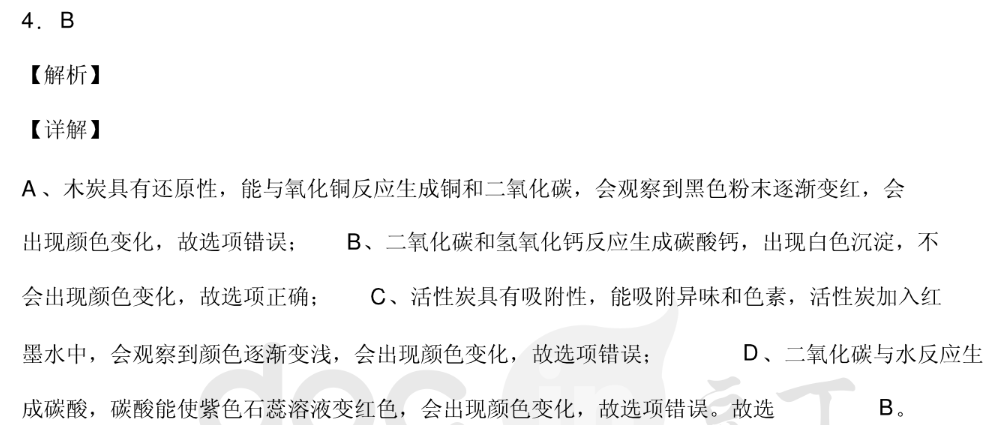 4. B
【解析】
【详解】
A 、木炭具有还原性，能与氧化铜反应生成铜和二氧化碳，会观察到黑色粉末逐渐变红，会
出现颜色变化，故选项错误； B、二氧化碳和氢氧化钙反应生成碳酸钙，出现白色沉淀，不
会出现颜色变化，故选项正确； C、活性炭具有吸附性，能吸附异味和色素，活性炭加入红
墨水中，会观察到颜色逐渐变浅，会出现颜色变化，故选项错误； D 、二氧化碳与水反应生
成碳酸，碳酸能使紫色石蕊溶液变红色，会出现颜色变化，故选项错误。故选 B 。
doc in 豆丁